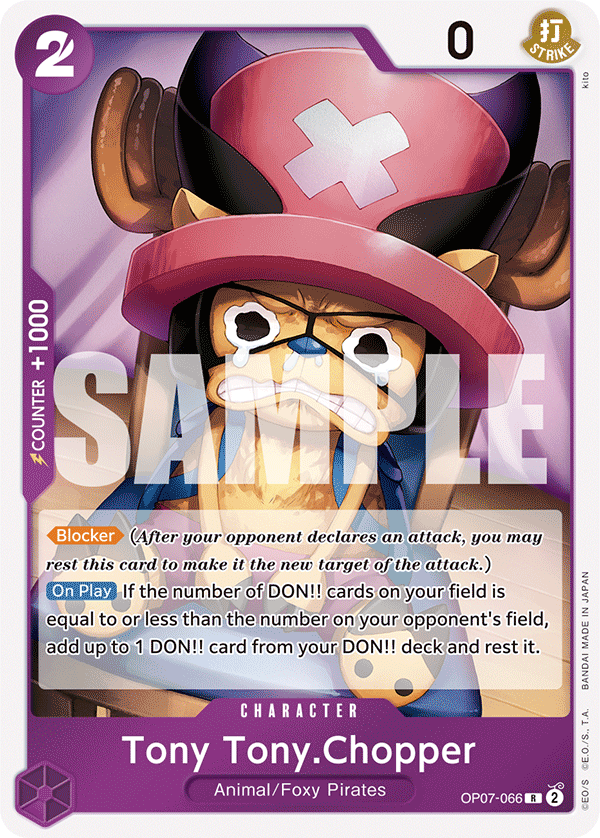 2
0
打
STRIKE
kito
COUNTER +1000
SAMPLE
Blocker (After your opponent declares an attack, you may
rest this card to make it the new target of the attack.)
On Play If the number of DON!! cards on your field is
equal to or less than the number on your opponent's field,
add up to 1 DON!! card from your DON!! deck and rest it.
CHARACTER
Tony Tony.Chopper
Animal/Foxy Pirates
OP07-066 R 2
©EO/S ©E.O./S., T.A. BANDAI MADE IN JAPAN